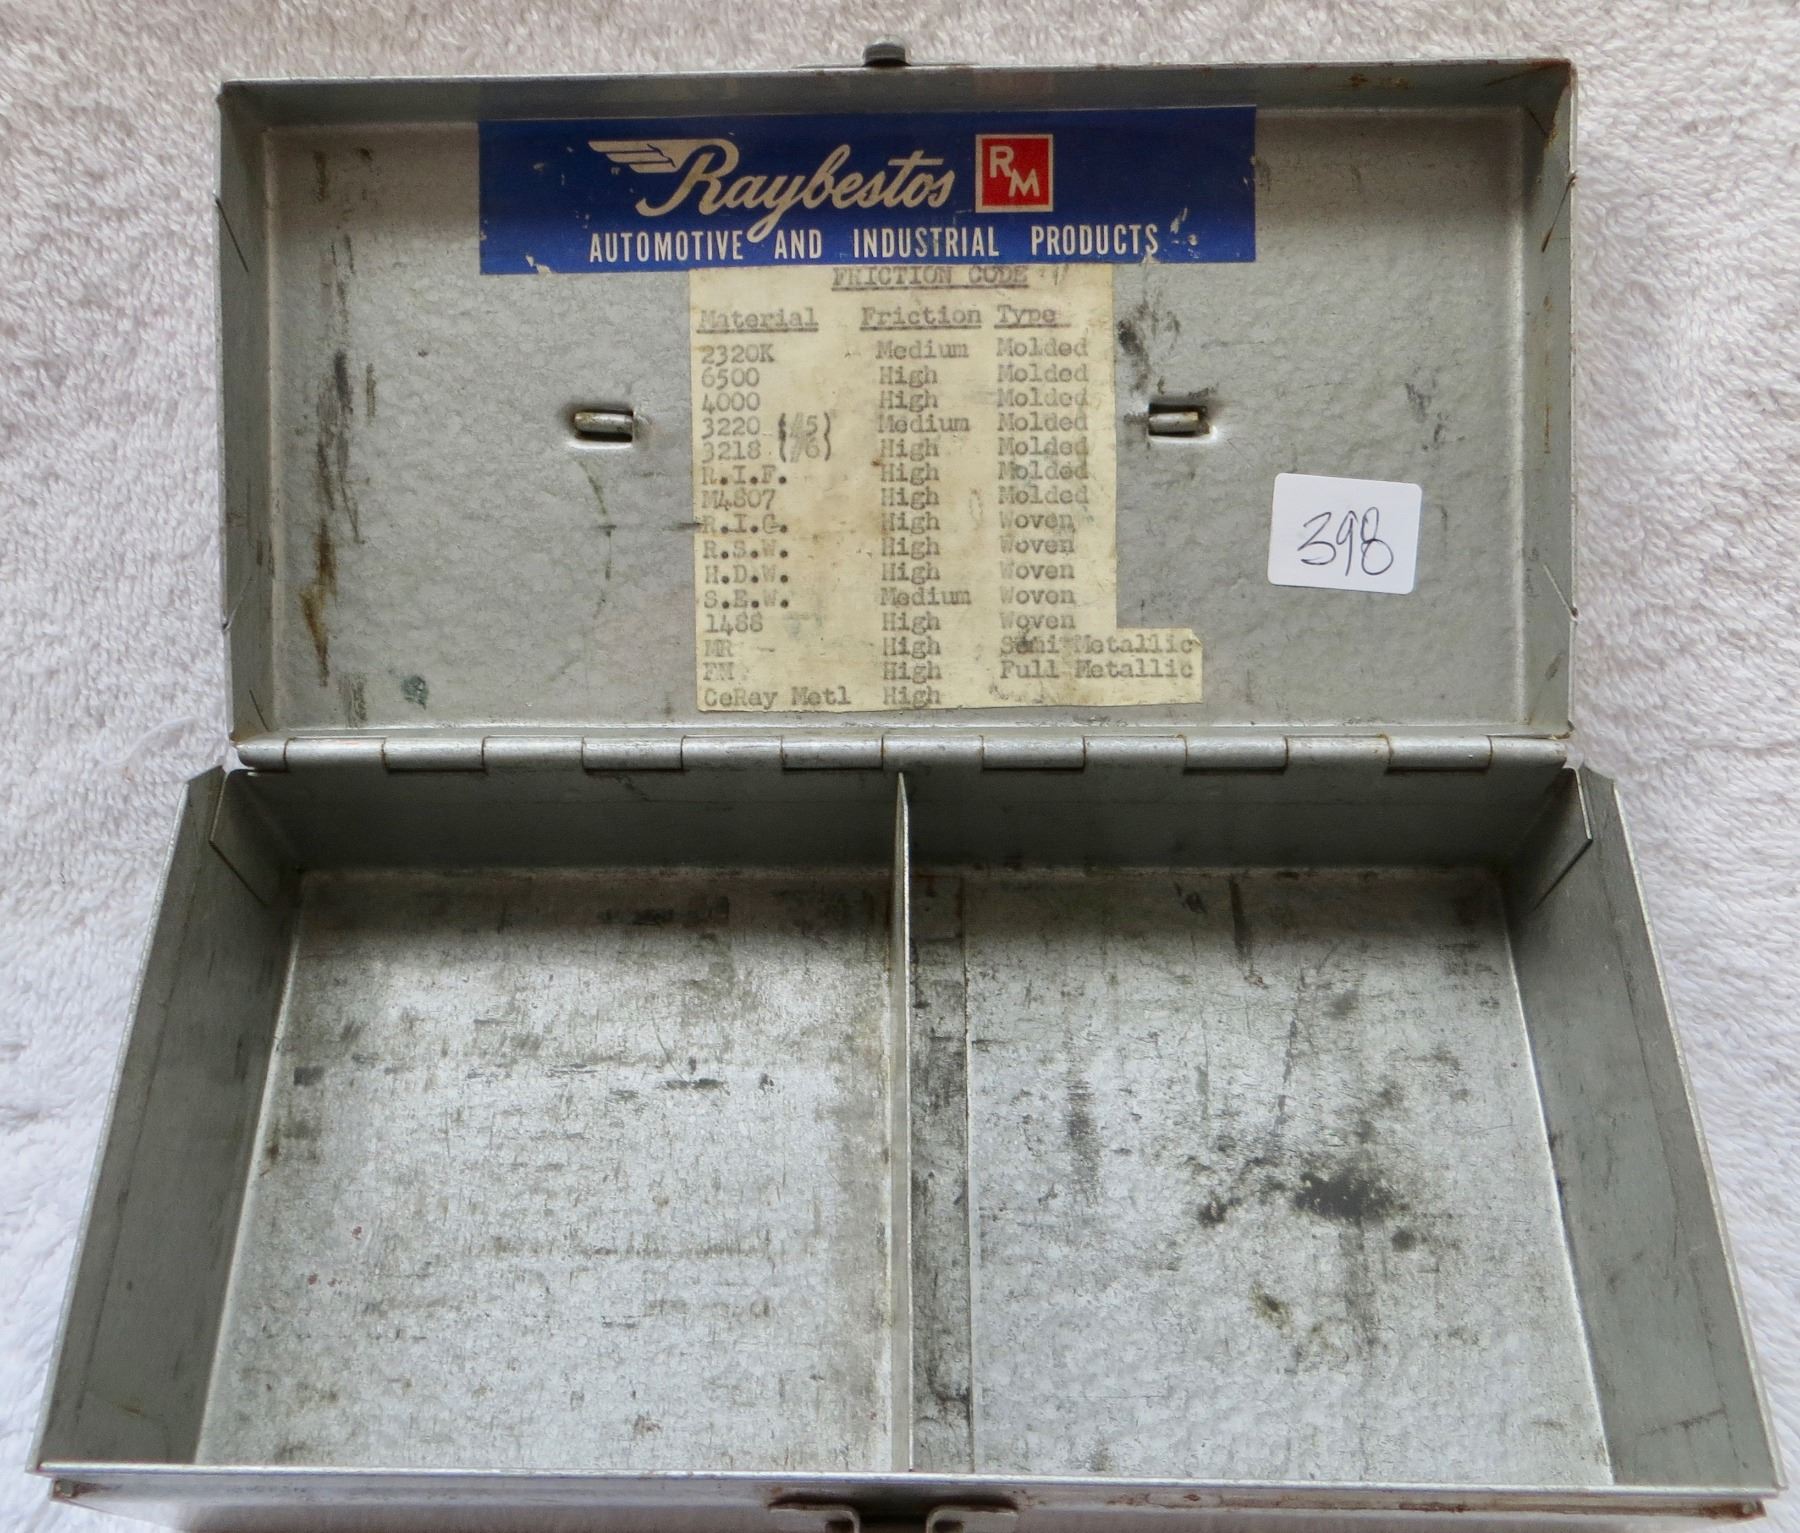 Raybestos RM
AUTOMOTIVE AND INDUSTRIAL PRODUCTS
FRICTION CODE
Material Friction Type
2320K Medium Molded
6500 High Molded
4000 High Molded
3220 (#5) Medium Molded
3218 (#6) High Molded
R.I.F. High Molded
M4807 High Molded
R.I.C. High Woven
R.S.W. High Woven
H.D.W. High Woven
S.E.W. Medium Woven
1488 High Woven
MR High Semi Metallic
FM High Full Metallic
CeRay Metl High
398